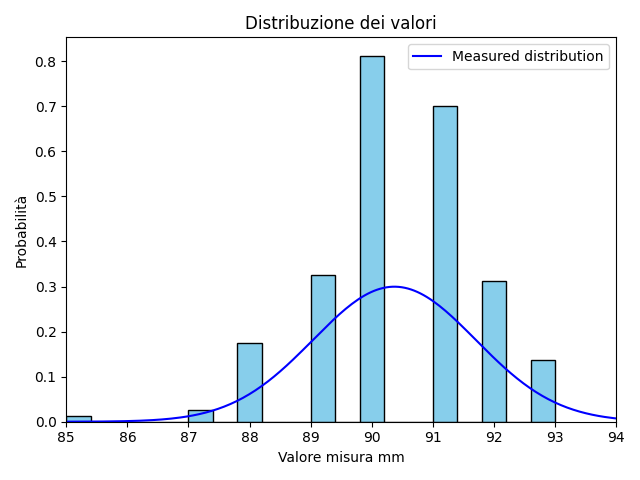 Distribuzione dei valori
Measured distribution
Probabilità
0.8
0.7
0.6
0.5
0.4
0.3
0.2
0.1
0.0
85 86 87 88 89 90 91 92 93 94
Valore misura mm